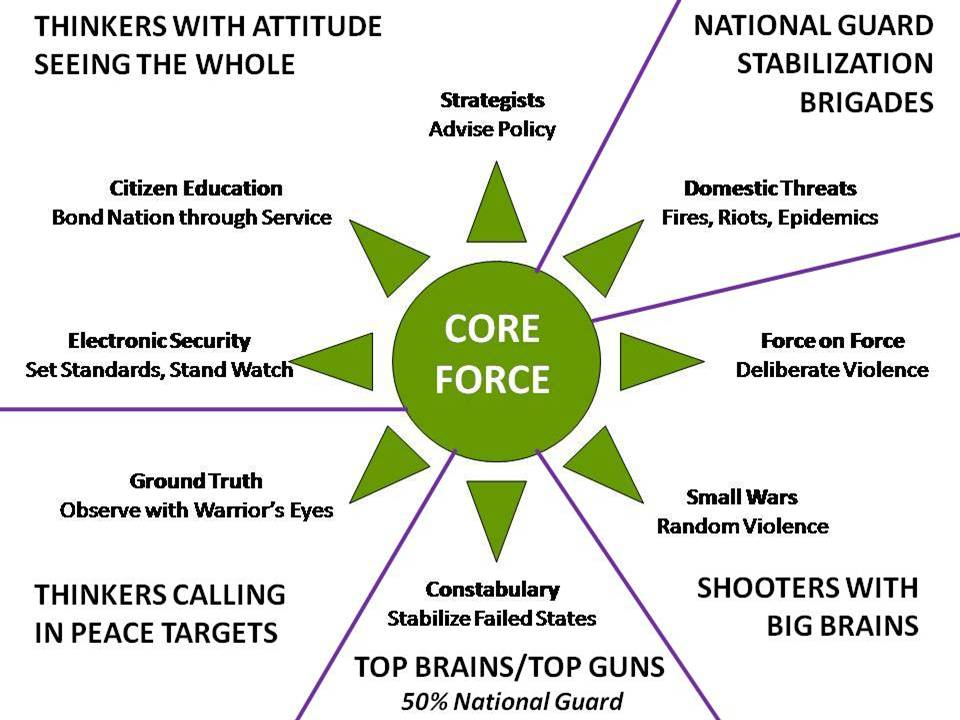 THINKERS WITH ATTITUDE
SEEING THE WHOLE
NATIONAL GUARD
STABILIZATION
BRIGADES
Strategists
Advise Policy
Citizen Education
Bond Nation through Service
Domestic Threats
Fires, Riots, Epidemics
Electronic Security
Set Standards, Stand Watch
CORE
FORCE
Force on Force
Deliberate Violence
Ground Truth
Observe with Warrior's Eyes
Small Wars
Random Violence
THINKERS CALLING
IN PEACE TARGETS
Constabulary
Stabilize Failed States
SHOOTERS WITH
BIG BRAINS
TOP BRAINS/TOP GUNS
50% National Guard